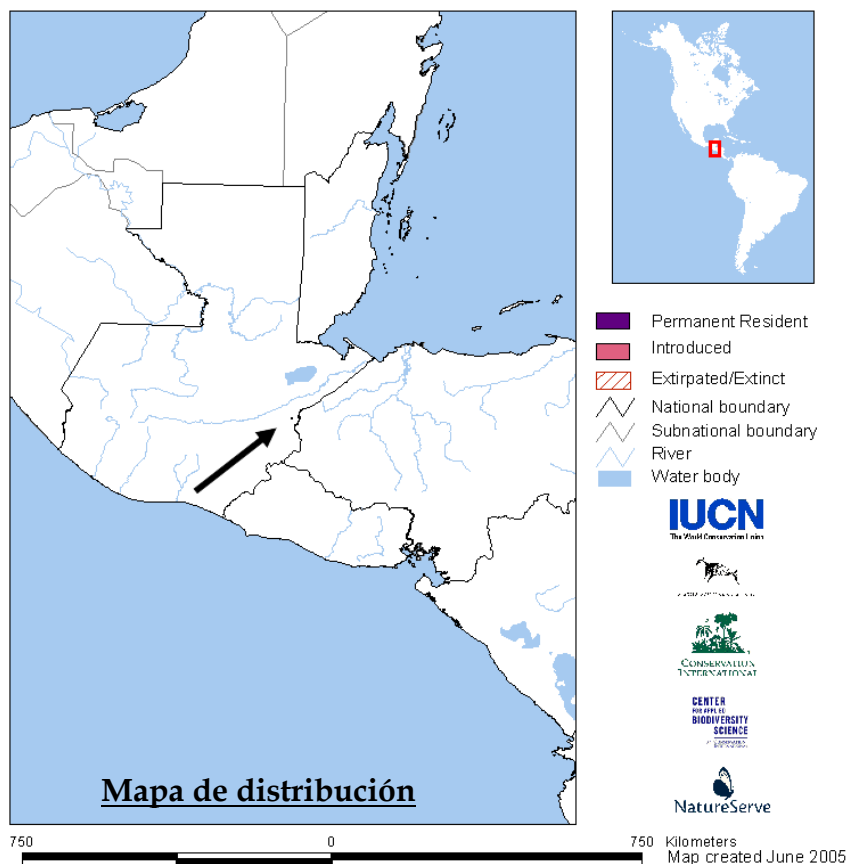 Permanent Resident
Introduced
Extirpated/Extinct
National boundary
Subnational boundary
River
Water body
IUCN
The World Conservation Union
CONSERVATION
INTERNATIONAL
CENTER
FOR APPLIED
BIODIVERSITY
SCIENCE
NatureServe
Mapa de distribución
750 0 750 Kilometers
Map created June 2005